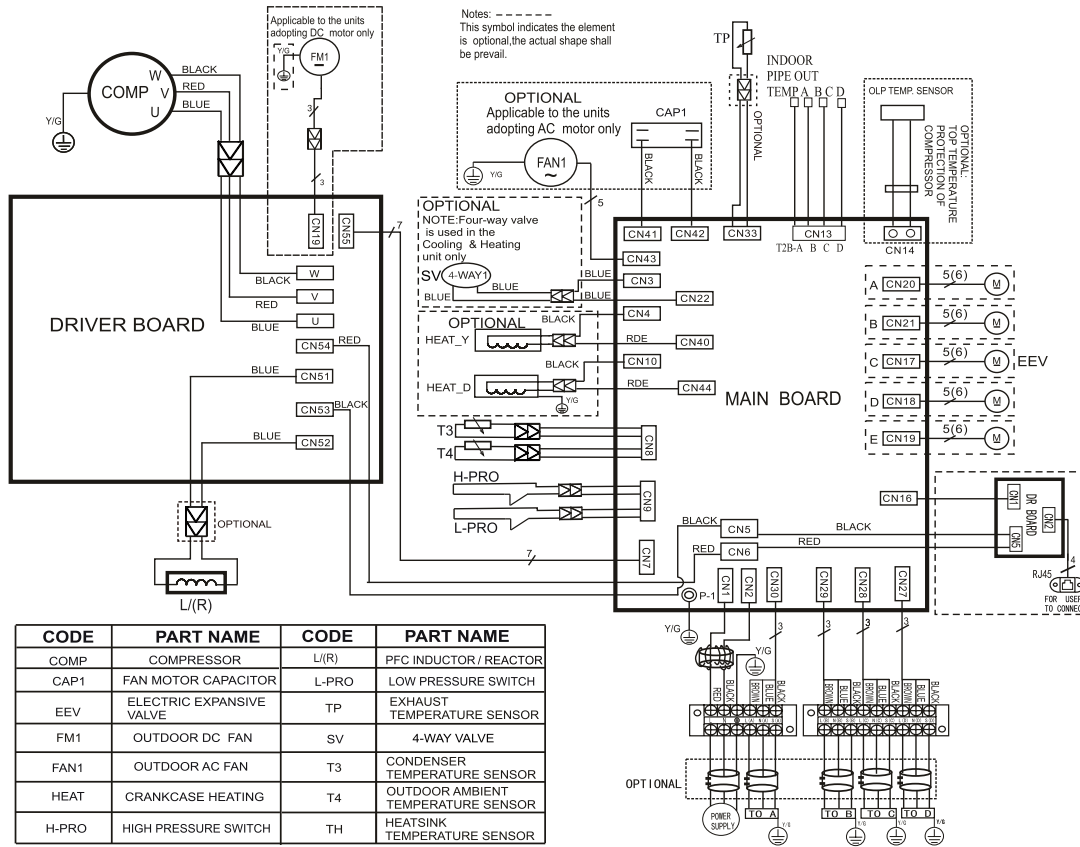 Notes:
This symbol indicates the element
is optional,the actual shape shall
be prevail.
Applicable to the units
adopting DC motor only
Y/G
FM1
3
3
COMP
W
V
U
BLACK
RED
BLUE
Y/G
DRIVER BOARD
CN19
CN55
7
W
V
U
BLACK
RED
BLUE
CN54
RED
CN51
BLUE
CN53
BLACK
CN52
BLUE
OPTIONAL
L/(R)
OPTIONAL
Applicable to the units
adopting AC motor only
CAP1
FAN1
~
Y/G
BLACK
BLACK
5
TP
OPTIONAL
INDOOR
PIPE OUT
TEMP.A B C D
OLP TEMP. SENSOR
OPTIONAL:
TOP TEMPERATURE
PROTECTION OF
COMPRESSOR
OPTIONAL
NOTE:Four-way valve
is used in the
Cooling & Heating
unit only
SV
4-WAY1
BLUE
BLUE
BLUE
BLUE
OPTIONAL
HEAT_Y
BLACK
RDE
HEAT_D
BLACK
RDE
Y/G
T3
T4
H-PRO
L-PRO
7
MAIN BOARD
CN41
CN42
CN33
CN13
T2B-A B C D
CN14
CN43
CN3
CN22
CN4
CN40
CN10
CN44
CN8
CN9
CN7
A CN20 5(6) M
B CN21 5(6) M
C CN17 5(6) M
EEV
D CN18 5(6) M
E CN19 5(6) M
CN16
BLACK
CN5
BLACK
RED
CN6
RED
CN1
DR BOARD
CN2
CN5
4
RJ45
FOR USER
TO CONNEC
P-1
CN1
CN2
CN30
CN29
CN28
CN27
Y/G
Y/G
3
3
3
3
RED
BLACK
BROWN
BLUE
BLACK
BROWN
BLUE
BLACK
BROWN
BLUE
BLACK
BROWN
BLUE
BLACK
L N L(A) N(A) S(A)
L(B) N(B) S(B) L(C) N(C) S(C) L(D) N(D) S(D)
OPTIONAL
POWER
SUPPLY
TO A
TO B
TO C
TO D
Y/G
Y/G
Y/G
Y/G
CODE PART NAME CODE PART NAME
COMP COMPRESSOR L/(R) PFC INDUCTOR / REACTOR
CAP1 FAN MOTOR CAPACITOR L-PRO LOW PRESSURE SWITCH
EEV ELECTRIC EXPANSIVE
VALVE
TP EXHAUST
TEMPERATURE SENSOR
FM1 OUTDOOR DC FAN SV 4-WAY VALVE
FAN1 OUTDOOR AC FAN T3 CONDENSER
TEMPERATURE SENSOR
HEAT CRANKCASE HEATING T4 OUTDOOR AMBIENT
TEMPERATURE SENSOR
H-PRO HIGH PRESSURE SWITCH TH HEATSINK
TEMPERATURE SENSOR